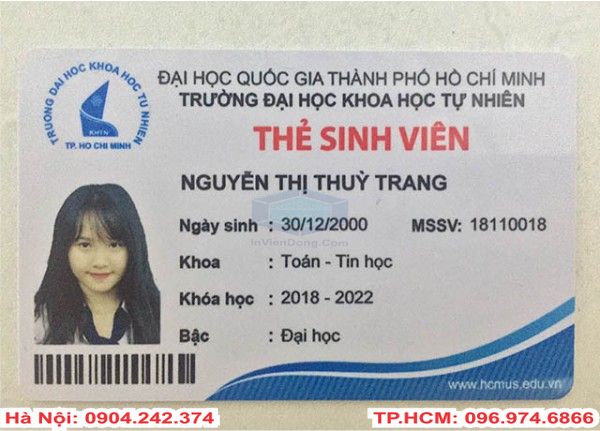 ĐẠI HỌC QUỐC GIA THÀNH PHỐ HỒ CHÍ MINH
TRƯỜNG ĐẠI HỌC KHOA HỌC TỰ NHIÊN
TRƯỜNG ĐẠI HỌC KHOA HỌC TỰ NHIÊN
KHTN
TP. HO CHI MINH
THẺ SINH VIÊN
NGUYỄN THỊ THUỲ TRANG
Ngày sinh : 30/12/2000 MSSV: 18110018
InVienDong.Com
Khoa : Toán - Tin học
Khóa học : 2018 - 2022
Bậc : Đại học
www.hcmus.edu.vn
Hà Nội: 0904.242.374 TP.HCM: 096.974.6866